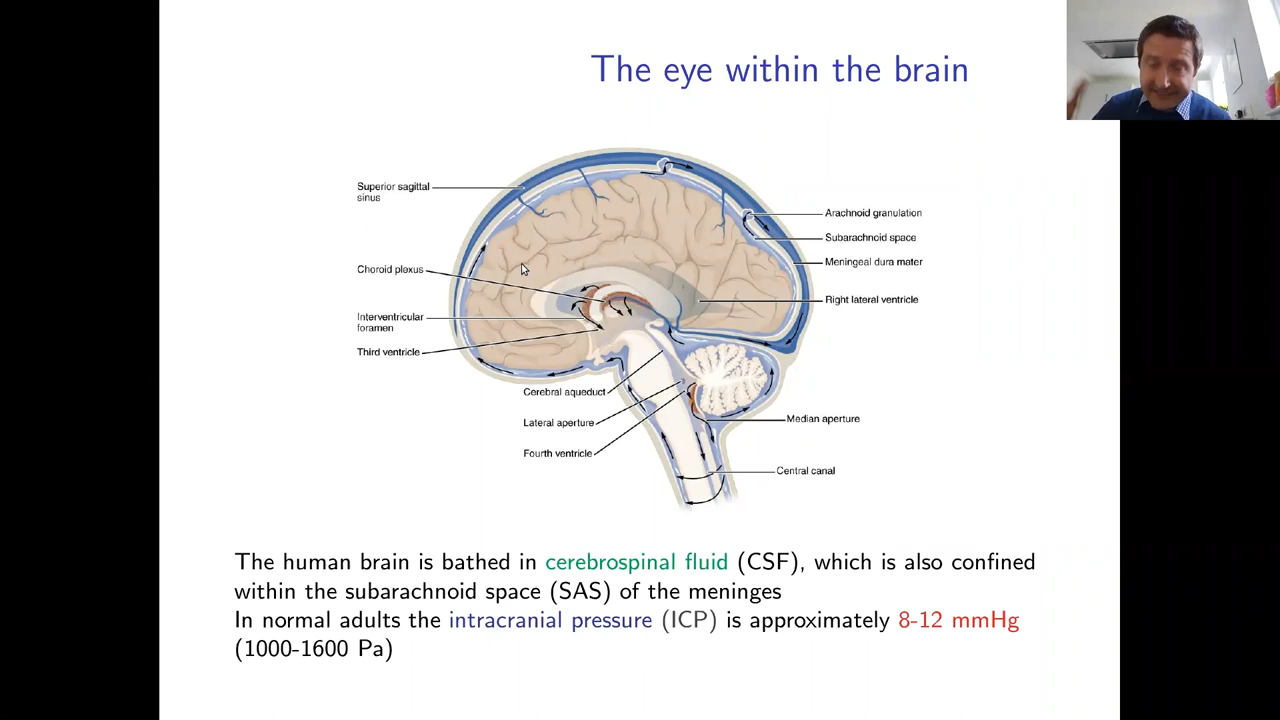 The eye within the brain
Superior sagittal
sinus
Choroid plexus
Interventricular
foramen
Third ventricle
Cerebral aqueduct
Lateral aperture
Fourth ventricle
Arachnoid granulation
Subarachnoid space
Meningeal dura mater
Right lateral ventricle
Median aperture
Central canal
The human brain is bathed in cerebrospinal fluid (CSF), which is also confined
within the subarachnoid space (SAS) of the meninges
In normal adults the intracranial pressure (ICP) is approximately 8-12 mmHg
(1000-1600 Pa)